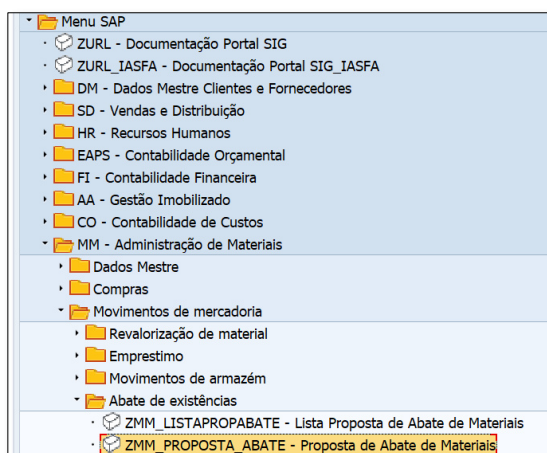 Menu SAP
ZURL - Documentação Portal SIG
ZURL_IASFA - Documentação Portal SIG_IASFA
DM - Dados Mestre Clientes e Fornecedores
SD - Vendas e Distribuição
HR - Recursos Humanos
EAPS - Contabilidade Orçamental
FI - Contabilidade Financeira
AA - Gestão Imobilizado
CO - Contabilidade de Custos
MM - Administração de Materiais
Dados Mestre
Compras
Movimentos de mercadoria
Revalorização de material
Emprestimo
Movimentos de armazém
Abate de existências
ZMM_LISTAPROPABATE - Lista Proposta de Abate de Materiais
ZMM_PROPOSTA_ABATE - Proposta de Abate de Materiais